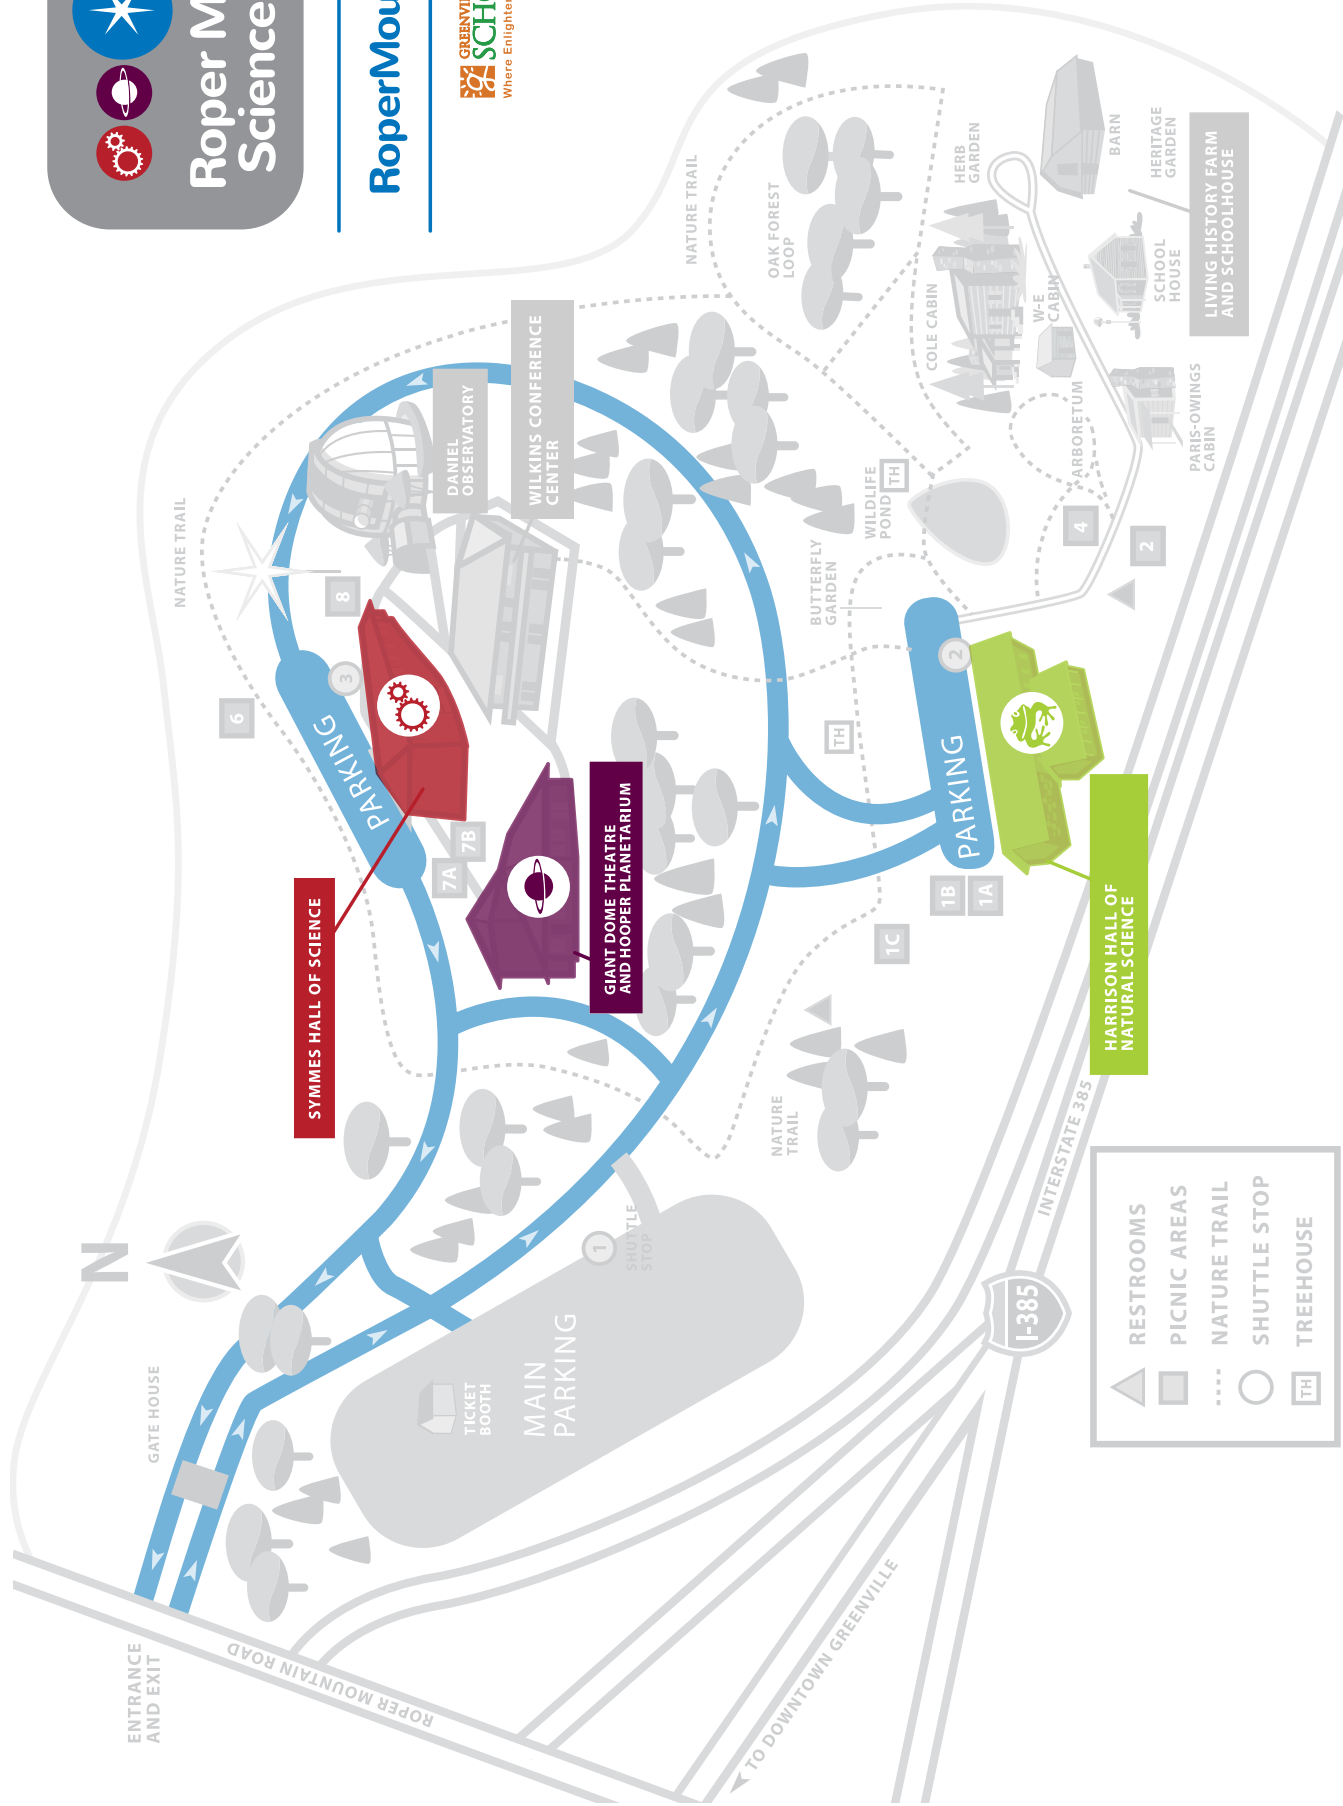 Roper M
Science
RoperMou
GREENVI
SCH
Where Enlighten
N
GATE HOUSE
ENTRANCE
AND EXIT
ROPER MOUNTAIN ROAD
TICKET
BOOTH
MAIN
PARKING
1
SHUTTLE
STOP
TO DOWNTOWN GREENVILLE
I-385
INTERSTATE 385
SYMMES HALL OF SCIENCE
GIANT DOME THEATRE
AND HOOPER PLANETARIUM
HARRISON HALL OF
NATURAL SCIENCE
NATURE
TRAIL
PARKING
3
6
8
7A
7B
NATURE TRAIL
DANIEL
OBSERVATORY
WILKINS CONFERENCE
CENTER
PARKING
2
1A
1B
1C
TH
BUTTERFLY
GARDEN
WILDLIFE
POND
TH
4
2
ARBORETUM
NATURE TRAIL
OAK FOREST
LOOP
COLE CABIN
W-E
CABIN
HERB
GARDEN
BARN
HERITAGE
GARDEN
SCHOOL
HOUSE
PARIS-OWINGS
CABIN
LIVING HISTORY FARM
AND SCHOOLHOUSE
RESTROOMS
PICNIC AREAS
NATURE TRAIL
SHUTTLE STOP
TH TREEHOUSE